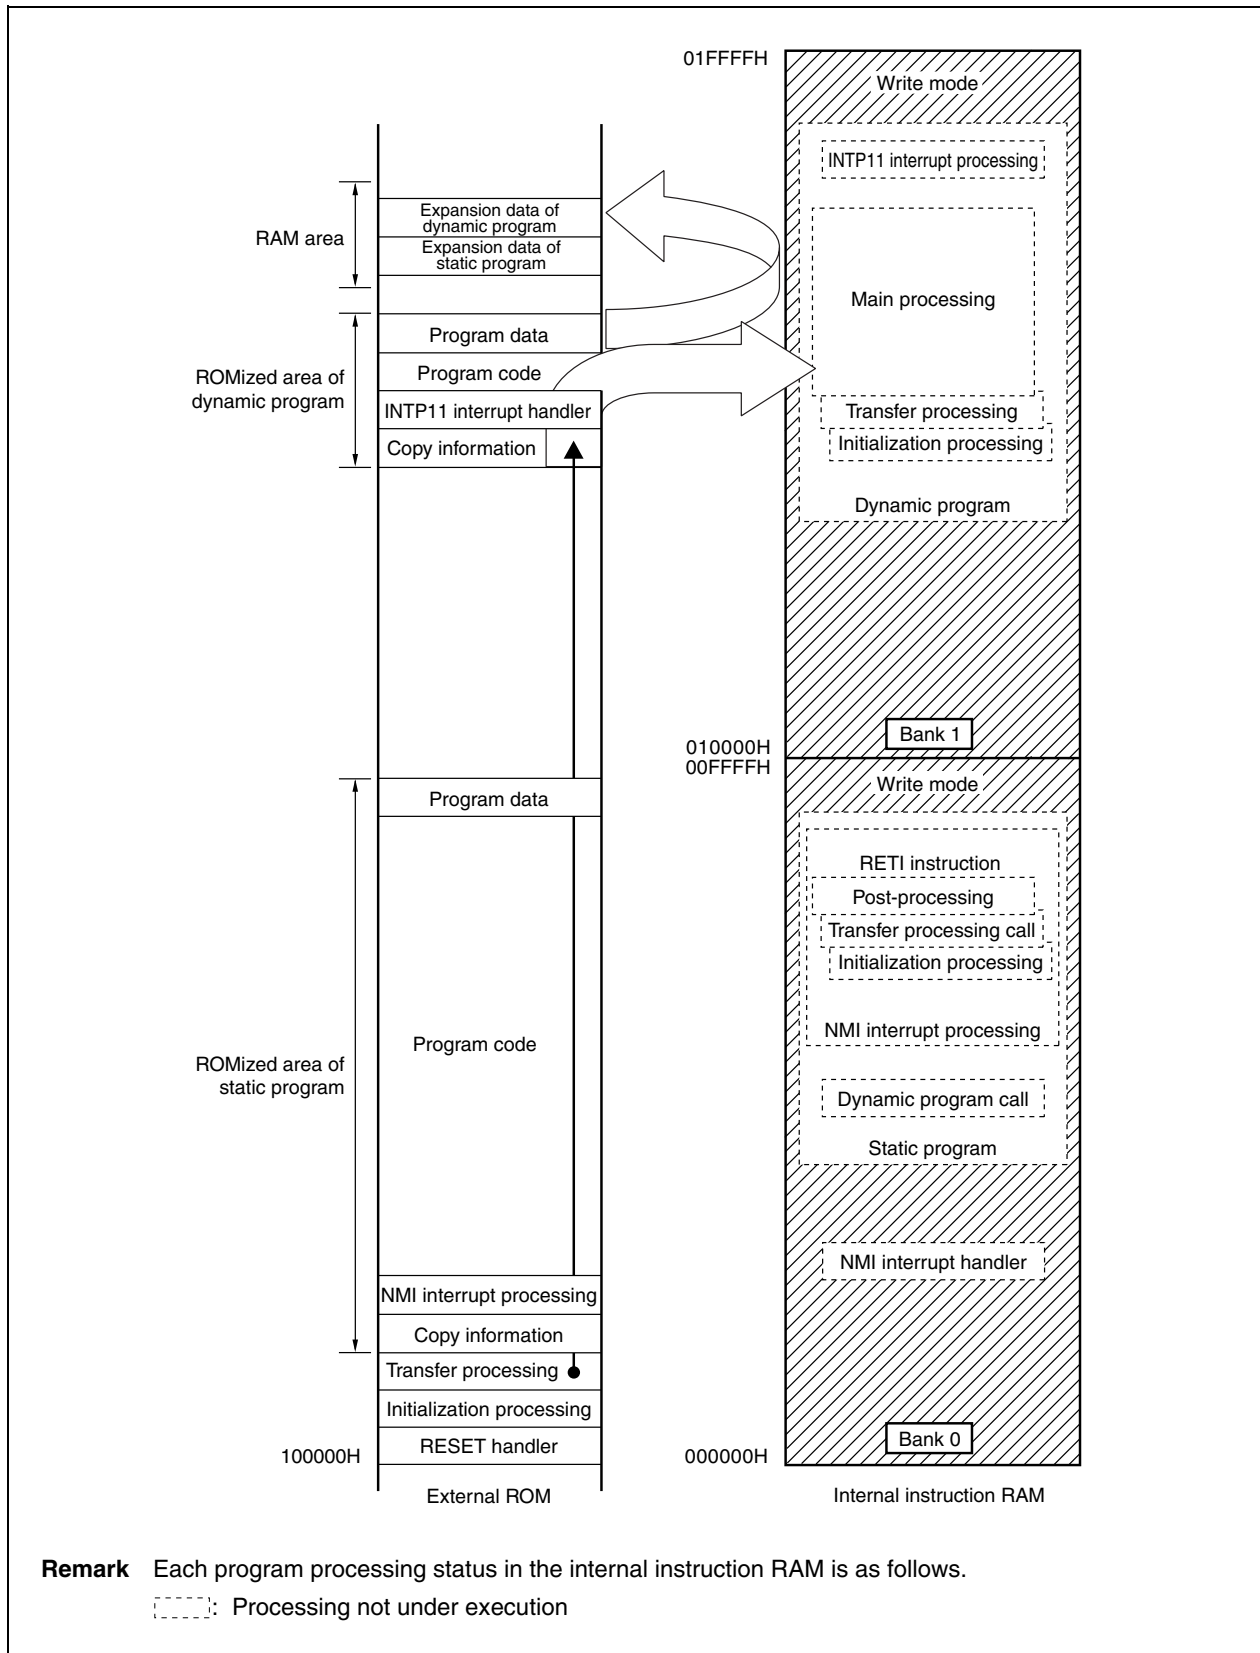 01FFFFH
Write mode
INTP11 interrupt processing
Expansion data of
dynamic program
RAM area
Expansion data of
static program
Main processing
Program data
ROMized area of
dynamic program
Program code
INTP11 interrupt handler
Transfer processing
Copy information
Initialization processing
Dynamic program
Bank 1
010000H
00FFFFH
Write mode
Program data
RETI instruction
Post-processing
Transfer processing call
Initialization processing
NMI interrupt processing
Program code
ROMized area of
static program
Dynamic program call
Static program
NMI interrupt handler
NMI interrupt processing
Copy information
Transfer processing
Initialization processing
RESET handler
Bank 0
100000H
000000H
External ROM
Internal instruction RAM
Remark Each program processing status in the internal instruction RAM is as follows.
: Processing not under execution